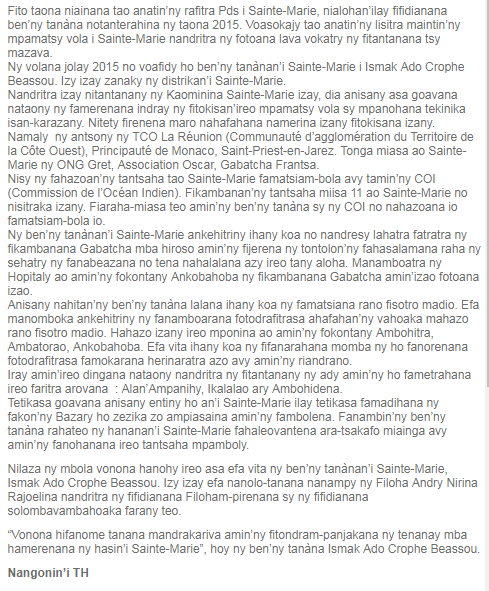 Fito taona niainana tao anatin’ny rafitra Pds i Sainte-Marie, nialohan’ilay fifidianana
ben’ny tanàna notanterahina ny taona 2015. Voasokajy tao anatin’ny lisitra maintin’ny
mpamatsy vola i Sainte-Marie nandritra ny fotoana lava vokatry ny fitantanana tsy
mazava.
Ny volana jolay 2015 no voafidy ho ben’ny tanànan’i Sainte-Marie i Ismak Ado Crophe
Beassou. Izy izay zanaky ny distrikan’i Sainte-Marie.
Nandritra izay nitantanany ny Kaominina Sainte-Marie izay, dia anisany asa goavana
nataony ny famerenana indray ny fitokisan’ireo mpamatsy vola sy mpanohana tekinika
isan-karazany. Nitety firenena maro nahafahana namerina izany fitokisana izany.
Namaly  ny antsony ny TCO La Réunion (Communauté d’agglomération du Territoire de
la Côte Ouest), Principauté de Monaco, Saint-Priest-en-Jarez. Tonga miasa ao Sainte-
Marie ny ONG Gret, Association Oscar, Gabatcha Frantsa.
Nisy ny fahazoan’ny tantsaha tao Sainte-Marie famatsiam-bola avy tamin’ny COI
(Commission de l’Océan Indien). Fikambanan’ny tantsaha miisa 11 ao Sainte-Marie no
nisitraka izany. Fiaraha-miasa teo amin’ny ben’ny tanàna sy ny COI no nahazoana io
famatsiam-bola io.
Ny ben’ny tanànan’i Sainte-Marie ankehitriny ihany koa no nandresy lahatra fatratra ny
fikambanana Gabatcha mba hiroso amin’ny fijerena ny tontolon’ny fahasalamana raha ny
sehatry ny fanabeazana no tena nahalalana azy ireo tany aloha. Manamboatra ny
Hopitaly ao amin’ny fokontany Ankobahoba ny fikambanana Gabatcha amin’izao fotoana
izao.
Anisany nahitan’ny ben’ny tanàna lalana ihany koa ny famatsiana rano fisotro madio. Efa
manomboka ankehitriny ny fanamboarana fotodrafitrasa ahafahan’ny vahoaka mahazo
rano fisotro madio. Hahazo izany ireo mponina ao amin’ny fokontany Ambohitra,
Ambatorao, Ankobahoba. Efa vita ihany koa ny fifanarahana momba ny ho fanorenana
fotodrafitrasa famokarana herinaratra azo avy amin’ny riandrano.
Iray amin’ireo dingana nataony nandritra ny fitantanany ny ady amin’ny ho fametrahana
ireo faritra arovana  : Alan’Ampanihy, Ikalalao ary Ambohidena.
Tetikasa goavana anisany entiny ho an’i Sainte-Marie ilay tetikasa famadihana ny
fakon’ny Bazary ho zezika zo ampiasaina amin’ny fambolena. Fanambin’ny ben’ny
tanàna rahateo ny hananan’i Sainte-Marie fahaleovantena ara-tsakafo miainga avy
amin’ny fanohanana ireo tantsaha mpamboly.
Nilaza ny mbola vonona hanohy ireo asa efa vita ny ben’ny tanànan’i Sainte-Marie,
Ismak Ado Crophe Beassou. Izy izay efa nanolo-tanana nanampy ny Filoha Andry Nirina
Rajoelina nandritra ny fifidianana Filoham-pirenena sy ny fifidianana
solombavambahoaka farany teo.
“Vonona hifanome tanana mandrakariva amin’ny fitondram-panjakana ny tenanay mba
hamerenana ny hasin’i Sainte-Marie”, hoy ny ben’ny tanàna Ismak Ado Crophe Beassou.
Nangonin’i TH